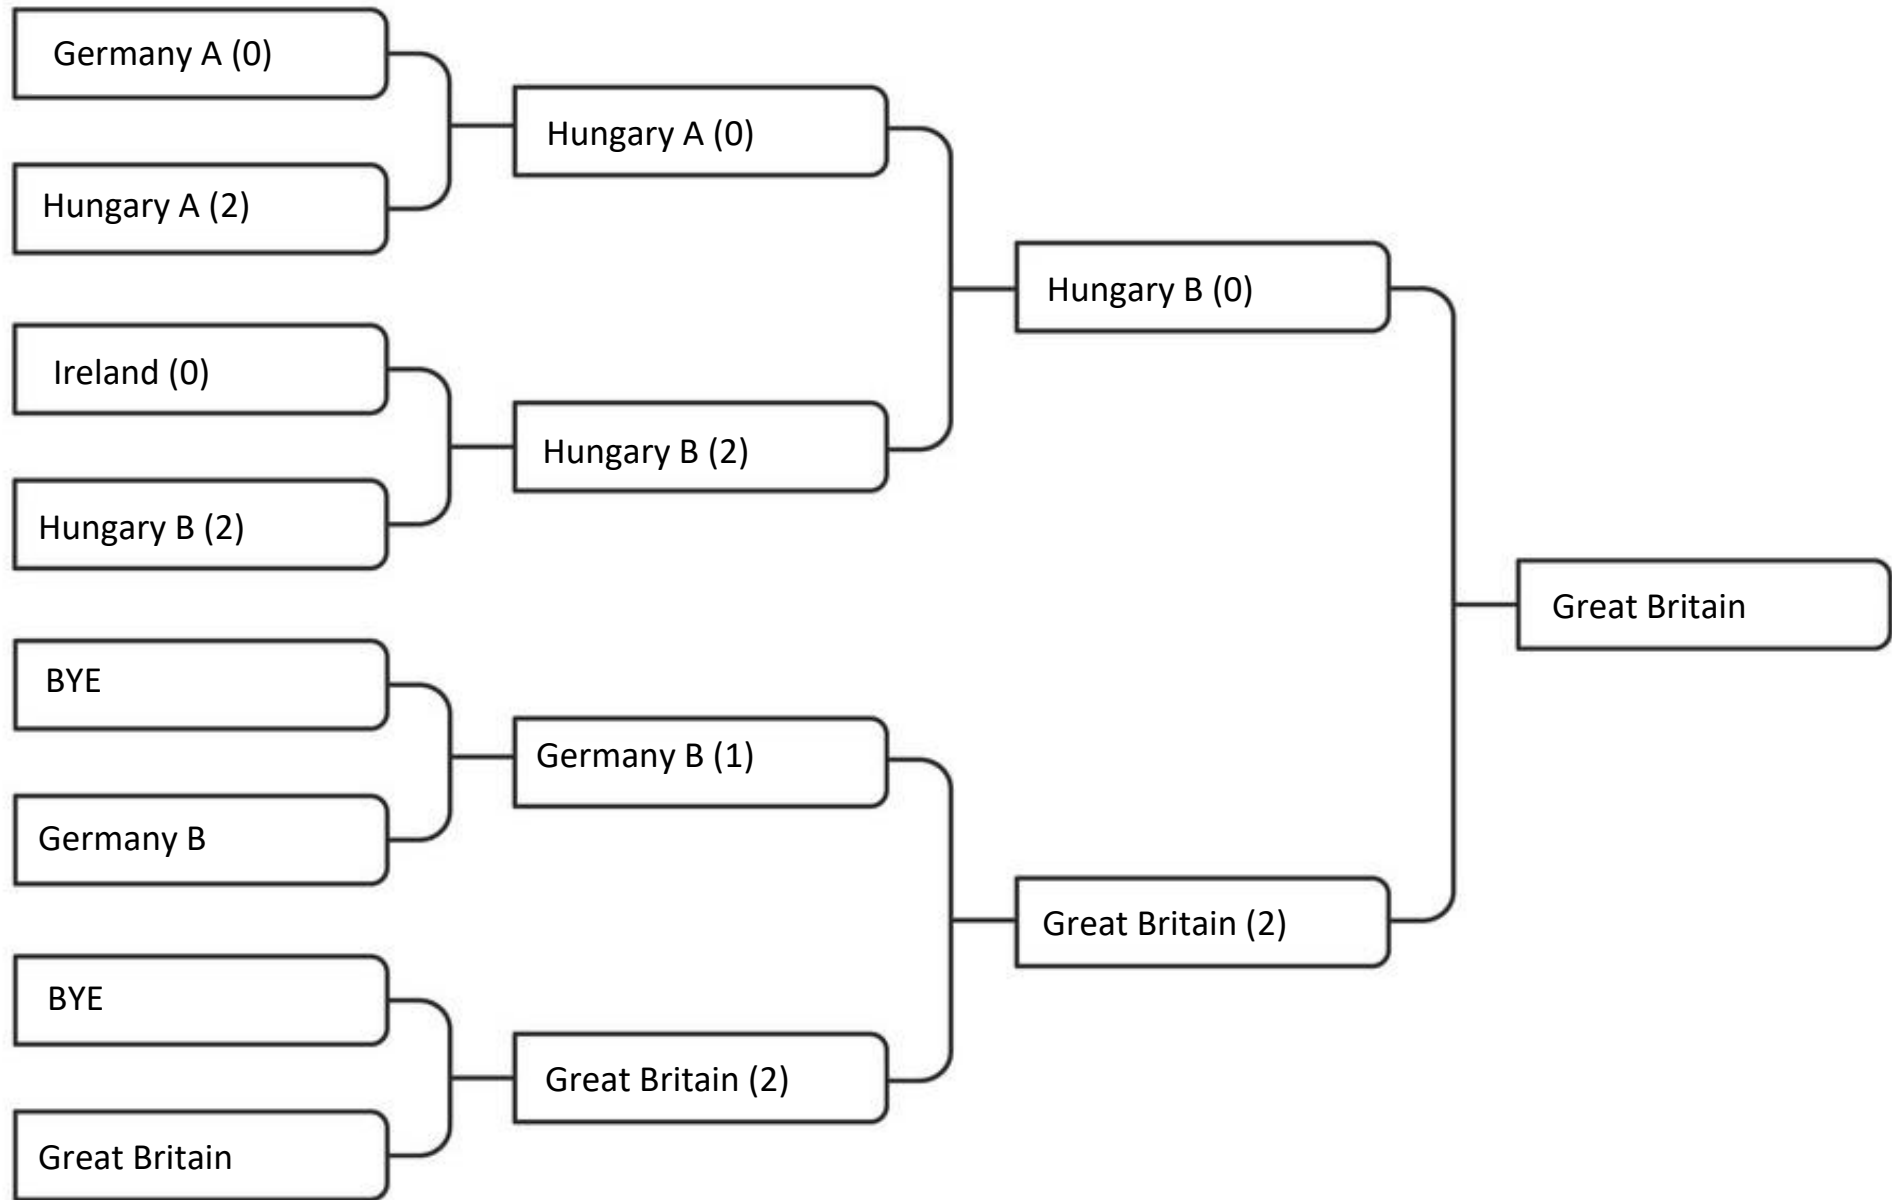 Germany A (0)
Hungary A (2)
Ireland (0)
Hungary B (2)
BYE
Germany B
BYE
Great Britain
Hungary A (0)
Hungary B (2)
Germany B (1)
Great Britain (2)
Hungary B (0)
Great Britain (2)
Great Britain